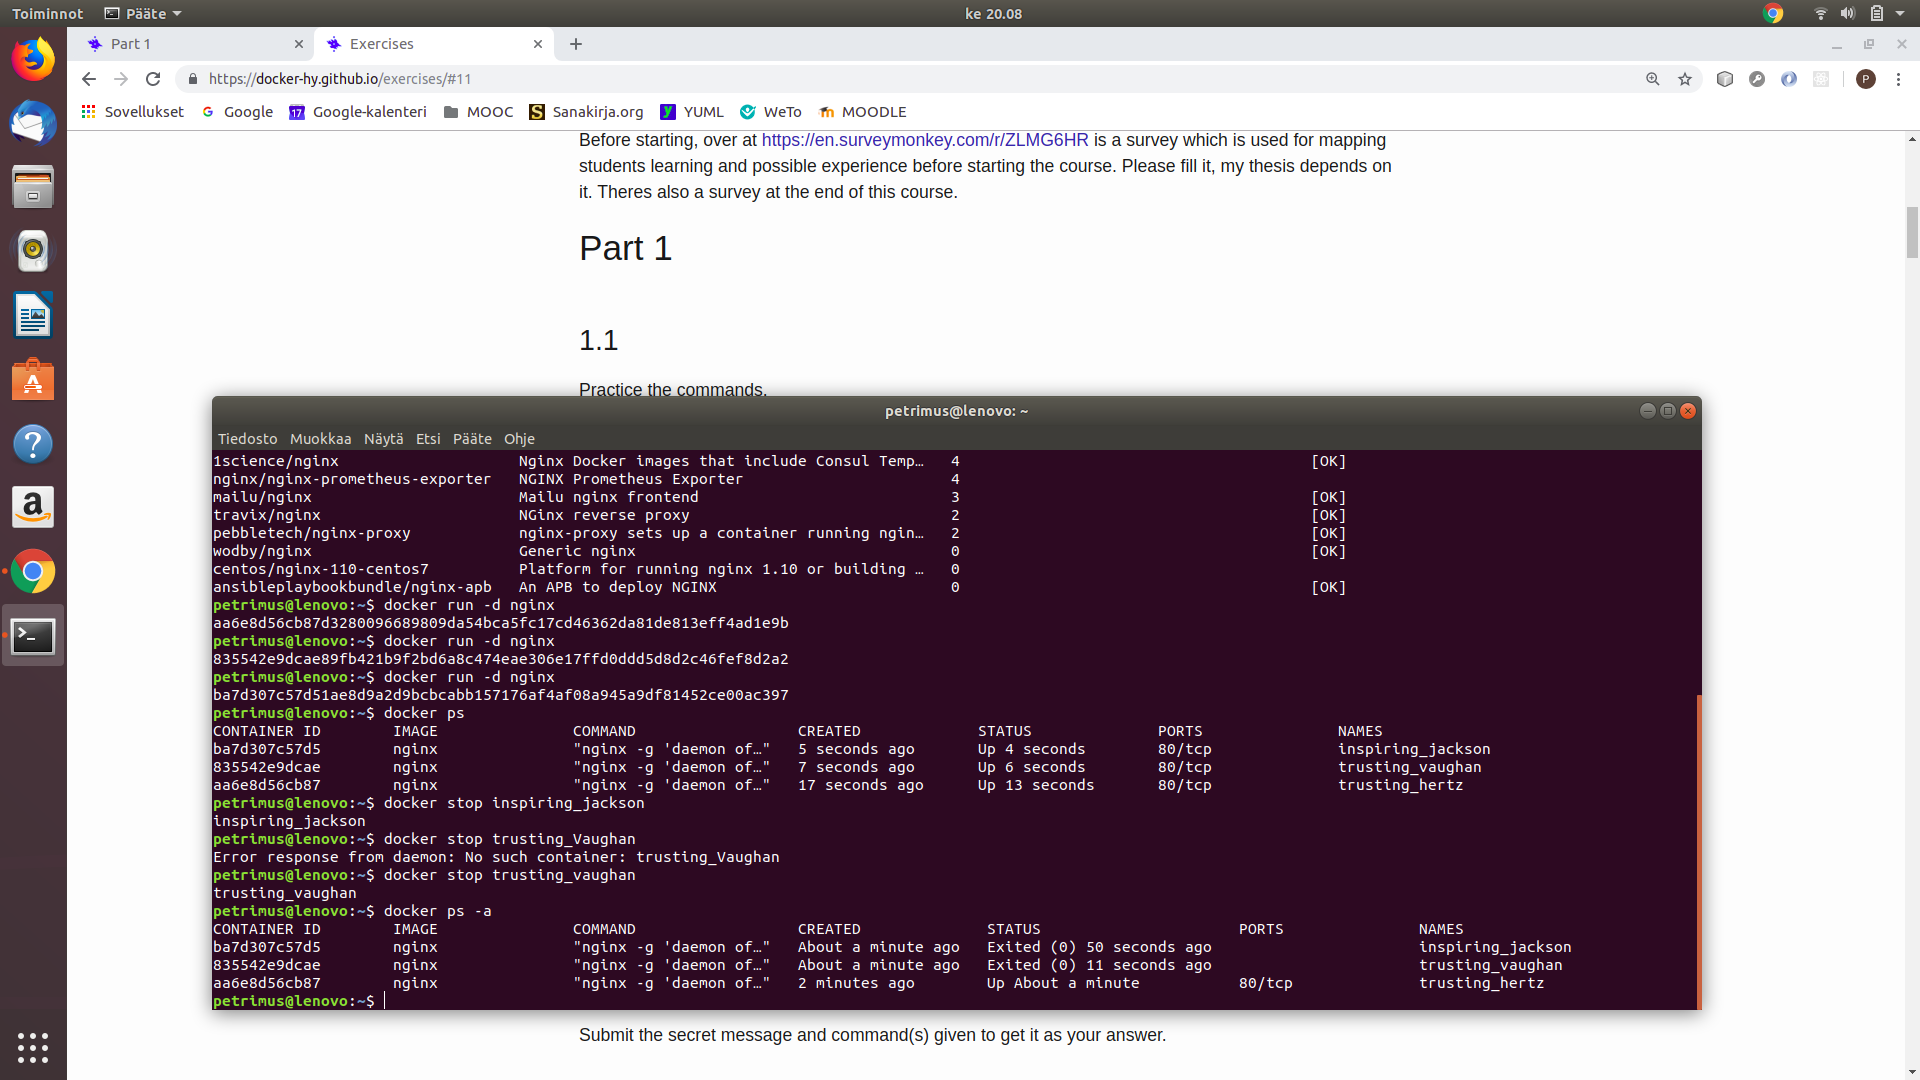 Toiminnot Pääte ke 20.08
Part 1 Exercises
https://docker-hy.github.io/exercises/#11 P
Sovellukset G Google 17 Google-kalenteri MOOC S Sanakirja.org Y YUML WeTo MOODLE
Before starting, over at https://en.surveymonkey.com/r/ZLMG6HR is a survey which is used for mapping
students learning and possible experience before starting the course. Please fill it, my thesis depends on
it. Theres also a survey at the end of this course.
Part 1
1.1
Practice the commands.
petrimus@lenovo: ~
Tiedosto Muokkaa Näytä Etsi Pääte Ohje
1science/nginx Nginx Docker images that include Consul Temp… 4 [OK]
nginx/nginx-prometheus-exporter NGINX Prometheus Exporter 4
mailu/nginx Mailu nginx frontend 3 [OK]
travix/nginx NGinx reverse proxy 2 [OK]
pebbletech/nginx-proxy nginx-proxy sets up a container running ngin… 2 [OK]
wodby/nginx Generic nginx 0 [OK]
centos/nginx-110-centos7 Platform for running nginx 1.10 or building … 0
ansibleplaybookbundle/nginx-apb An APB to deploy NGINX 0 [OK]
petrimus@lenovo:~$ docker run -d nginx
aa6e8d56cb87d3280096689809da54bca5fc17cd46362da81de813eff4ad1e9b
petrimus@lenovo:~$ docker run -d nginx
835542e9dcae89fb421b9f2bd6a8c474eae306e17ffd0ddd5d8d2c46fef8d2a2
petrimus@lenovo:~$ docker run -d nginx
ba7d307c57d51ae8d9a2d9bcbcabb157176af4af08a945a9df81452ce00ac397
petrimus@lenovo:~$ docker ps
CONTAINER ID IMAGE COMMAND CREATED STATUS PORTS NAMES
ba7d307c57d5 nginx "nginx -g 'daemon of…" 5 seconds ago Up 4 seconds 80/tcp inspiring_jackson
835542e9dcae nginx "nginx -g 'daemon of…" 7 seconds ago Up 6 seconds 80/tcp trusting_vaughan
aa6e8d56cb87 nginx "nginx -g 'daemon of…" 17 seconds ago Up 13 seconds 80/tcp trusting_hertz
petrimus@lenovo:~$ docker stop inspiring_jackson
inspiring_jackson
petrimus@lenovo:~$ docker stop trusting_Vaughan
Error response from daemon: No such container: trusting_Vaughan
petrimus@lenovo:~$ docker stop trusting_vaughan
trusting_vaughan
petrimus@lenovo:~$ docker ps -a
CONTAINER ID IMAGE COMMAND CREATED STATUS PORTS NAMES
ba7d307c57d5 nginx "nginx -g 'daemon of…" About a minute ago Exited (0) 50 seconds ago inspiring_jackson
835542e9dcae nginx "nginx -g 'daemon of…" About a minute ago Exited (0) 11 seconds ago trusting_vaughan
aa6e8d56cb87 nginx "nginx -g 'daemon of…" 2 minutes ago Up About a minute 80/tcp trusting_hertz
petrimus@lenovo:~$
Submit the secret message and command(s) given to get it as your answer.